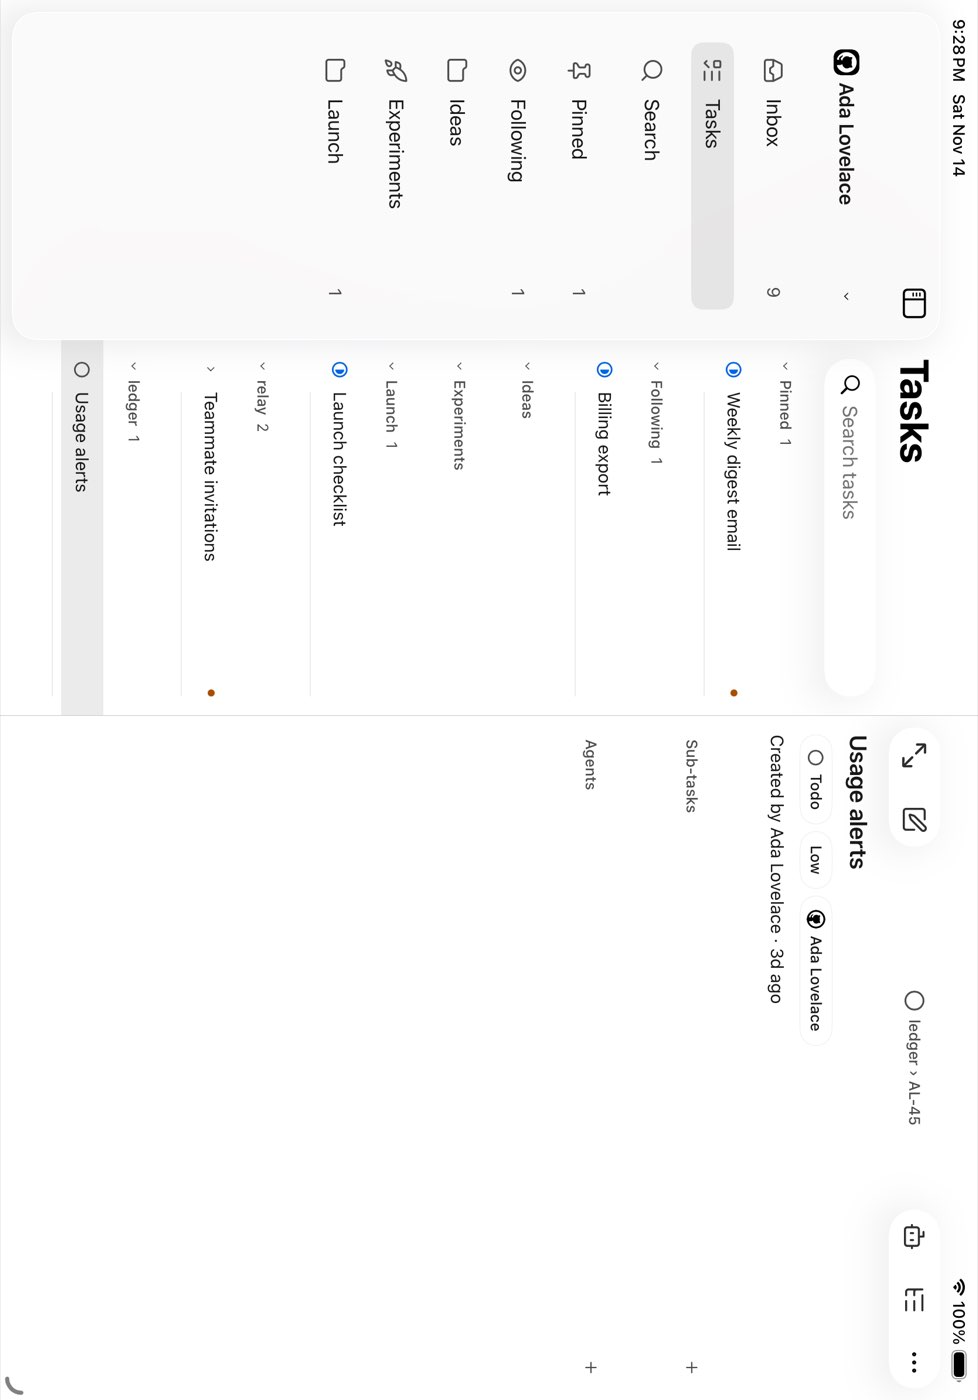 9:28 PM Sat Nov 14
100%
Ada Lovelace
Inbox 9
Tasks
Search
Pinned 1
Following 1
Ideas
Experiments
Launch 1
Tasks
Search tasks
Pinned 1
Weekly digest email
Following 1
Billing export
Ideas
Experiments
Launch 1
Launch checklist
relay 2
Teammate invitations
ledger 1
Usage alerts
ledger › AL-45
Usage alerts
Todo Low Ada Lovelace
Created by Ada Lovelace · 3d ago
Sub-tasks
Agents